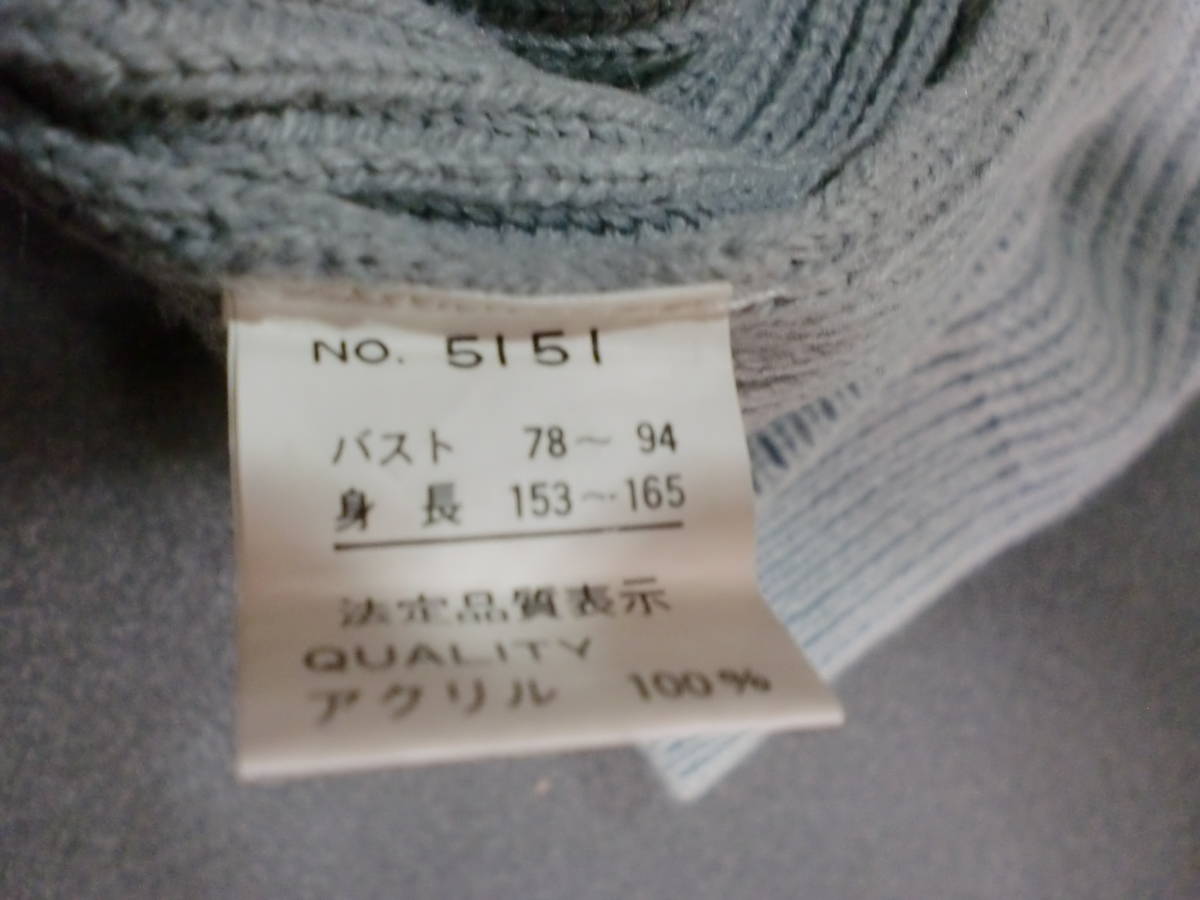 NO. 5151
バスト 78～94
身長 153～165
法定品質表示
QUALITY
アクリル 100%